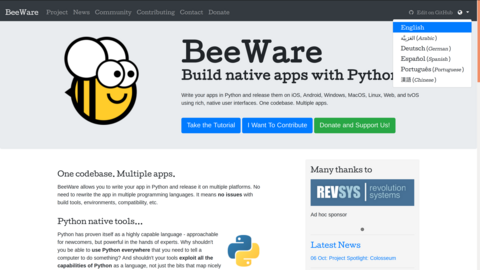 BeeWare Project News Community Contributing Contact Donate Edit on GitHub
English
العربيّة (Arabic)
Deutsch (German)
Español (Spanish)
Português (Portuguese)
漢語 (Chinese)
BeeWare
Build native apps with Python
Write your apps in Python and release them on iOS, Android, Windows, MacOS, Linux, Web, and tvOS
using rich, native user interfaces. One codebase. Multiple apps.
Take the Tutorial I Want To Contribute Donate and Support Us!
One codebase. Multiple apps.
BeeWare allows you to write your app in Python and release it on multiple platforms. No
need to rewrite the app in multiple programming languages. It means no issues with
build tools, environments, compatibility, etc.
Python native tools...
Python has proven itself as a highly capable language - approachable
for newcomers, but powerful in the hands of experts. Why shouldn't
you be able to use Python everywhere that you need to tell a
computer to do something? And shouldn't your tools exploit all the
capabilities of Python as a language, not just the bits that map nicely
Many thanks to
REVSYS revolution systems
Ad hoc sponsor
Latest News
06 Oct: Project Spotlight: Colosseum